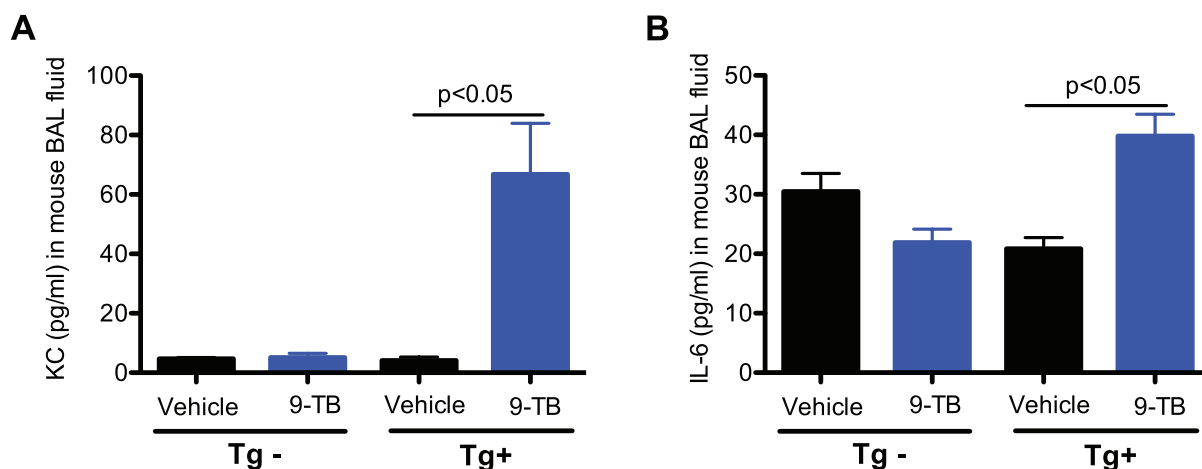 A
KC (pg/ml) in mouse BAL fluid
100
80
60
40
20
0
p<0.05
Vehicle 9-TB Vehicle 9-TB
Tg - Tg+
B
IL-6 (pg/ml) in mouse BAL fluid
50
40
30
20
10
0
p<0.05
Vehicle 9-TB Vehicle 9-TB
Tg - Tg+